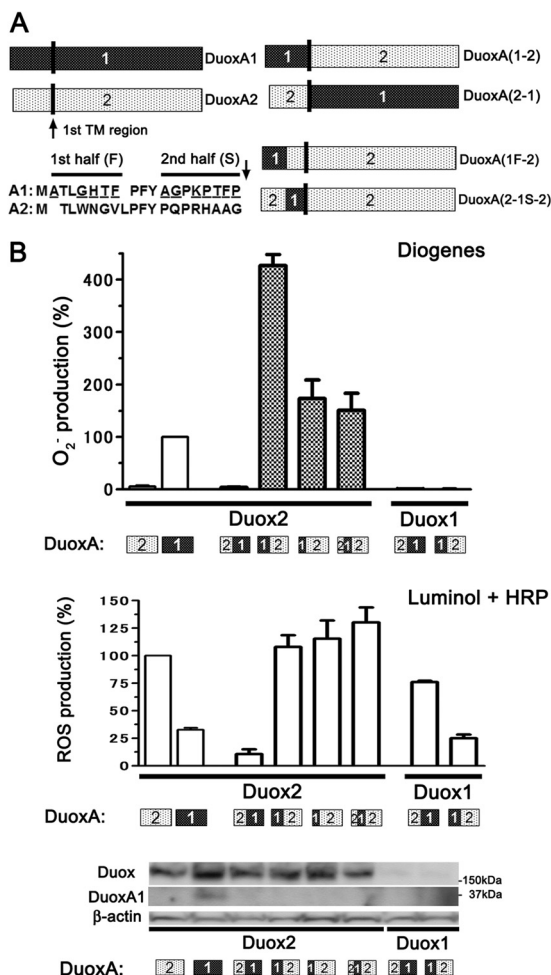 A
1
DuoxA1
2
DuoxA2
1st TM region
1 2
DuoxA(1-2)
2 1
DuoxA(2-1)
1st half (F) 2nd half (S)
A1: M ATLGHTF PFY AGPKPTFP
A2: M TLWNGVLPFY PQPRHAAG
1 2
DuoxA(1F-2)
2 1 2
DuoxA(2-1S-2)
B
Diogenes
O2- production (%)
400
300
200
100
0
Duox2 Duox1
DuoxA: 2 1 2 1 1 2 1 2 2 1 2 2 1 1 2
Luminol + HRP
ROS production (%)
150
125
100
75
50
25
0
Duox2 Duox1
DuoxA: 2 1 2 1 1 2 1 2 2 1 2 2 1 1 2
Duox
-150kDa
DuoxA1
- 37kDa
β-actin
Duox2 Duox1
DuoxA: 2 1 2 1 1 2 1 2 2 1 2 2 1 1 2